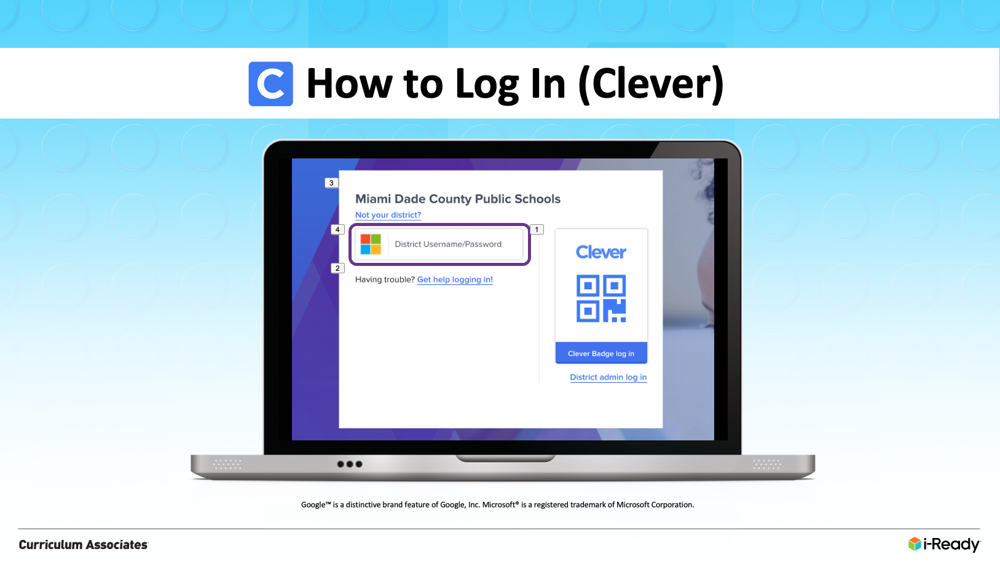 C How to Log In (Clever)
3
Miami Dade County Public Schools
Not your district?
4
1
District Username/Password
2
Having trouble? Get help logging in!
Clever
Clever Badge log in
District admin log in
Google™ is a distinctive brand feature of Google, Inc. Microsoft® is a registered trademark of Microsoft Corporation.
Curriculum Associates
i-Ready